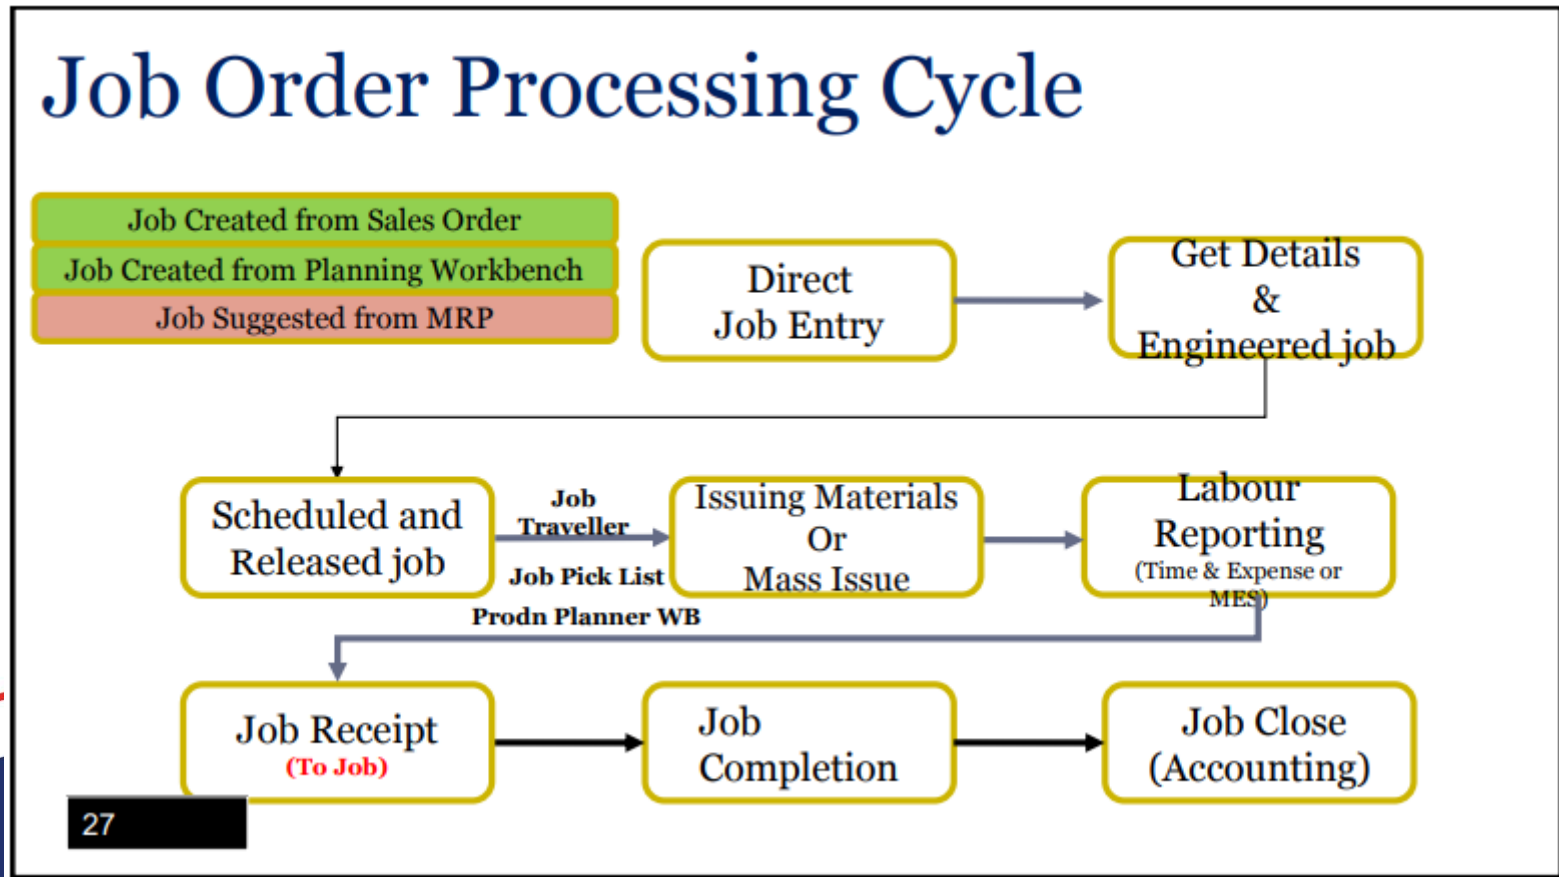 Job Order Processing Cycle
Job Created from Sales Order
Job Created from Planning Workbench
Job Suggested from MRP
Direct
Job Entry
Get Details
&
Engineered job
Scheduled and
Released job
Job
Traveller
Job Pick List
Prodn Planner WB
Issuing Materials
Or
Mass Issue
Labour
Reporting
(Time & Expense or
MES)
Job Receipt
(To Job)
Job
Completion
Job Close
(Accounting)
27